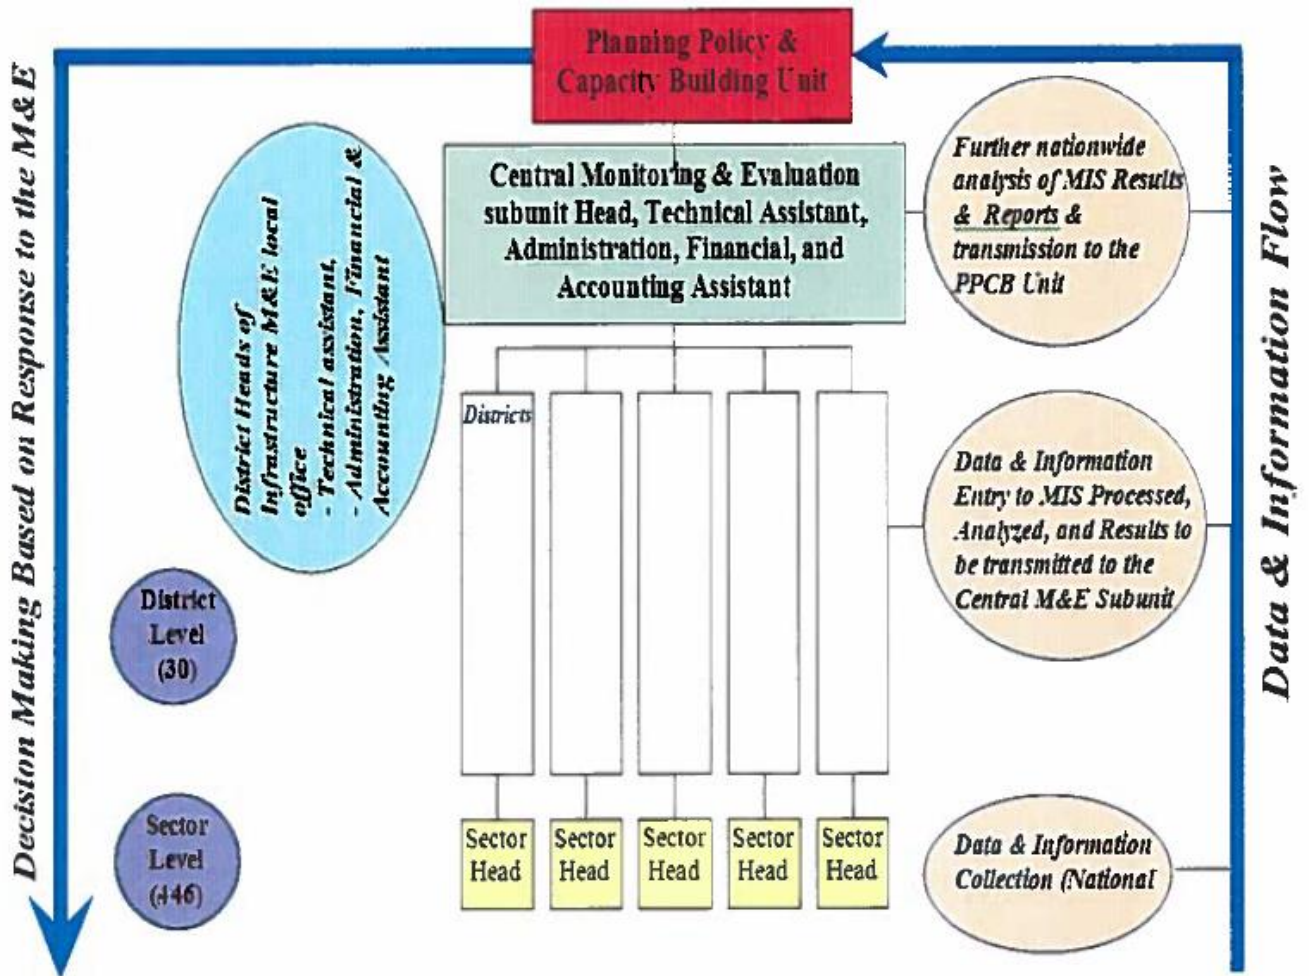 Planning Policy &
Capacity Building Unit
Central Monitoring & Evaluation
subunit Head, Technical Assistant,
Administration, Financial, and
Accounting Assistant
Further nationwide
analysis of MIS Results
& Reports &
transmission to the
PPCB Unit
District Heads of
Infrastructure M&E local
office
- Technical assistant,
- Administration, Financial &
Accounting Assistant
Districts
Data & Information
Entry to MIS Processed,
Analyzed, and Results to
be transmitted to the
Central M&E Subunit
District
Level
(30)
Sector
Level
(446)
Sector
Head
Sector
Head
Sector
Head
Sector
Head
Sector
Head
Data & Information
Collection (National
Decision Making Based on Response to the M&E
Data & Information Flow